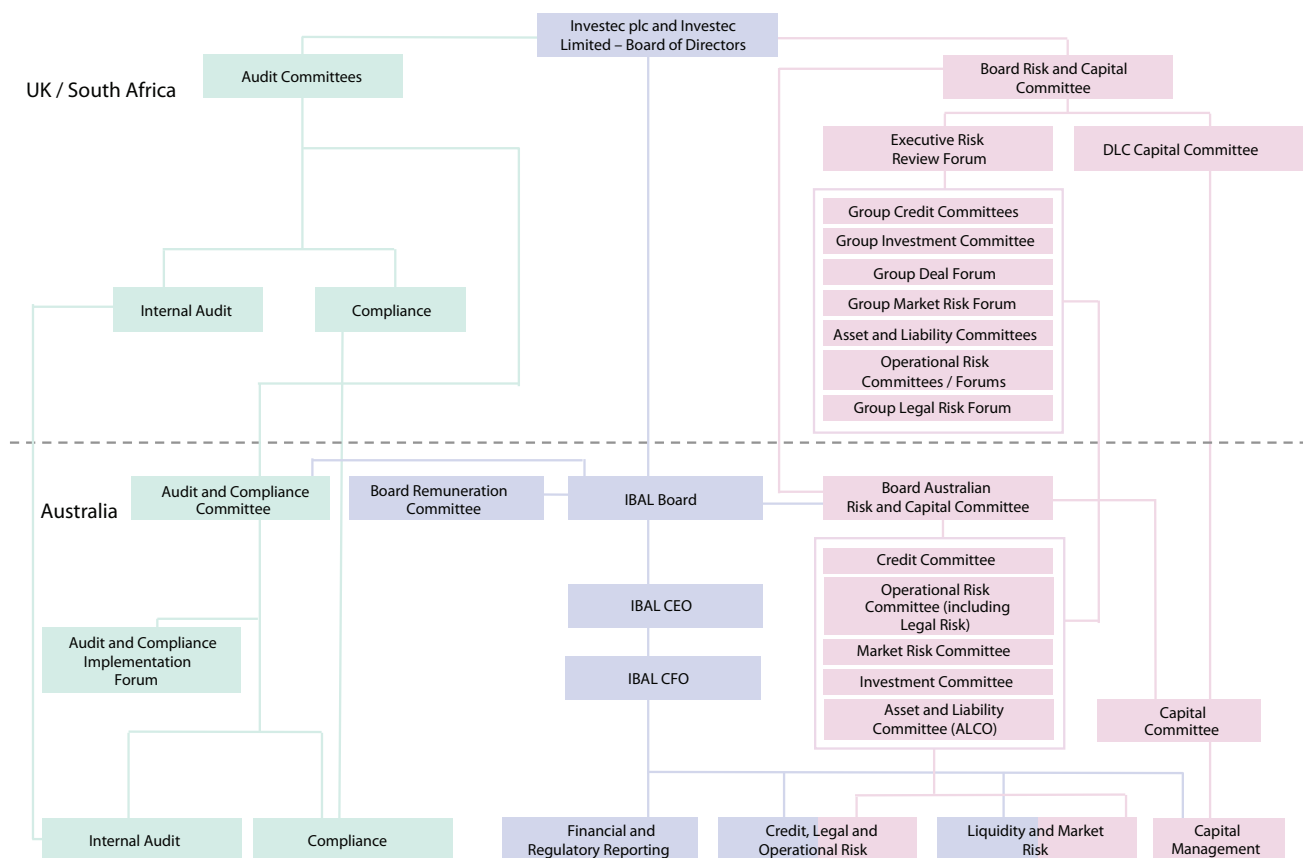 Investec plc and Investec
Limited – Board of Directors
Audit Committees
UK / South Africa
Board Risk and Capital
Committee
Executive Risk
Review Forum
DLC Capital Committee
Group Credit Committees
Group Investment Committee
Group Deal Forum
Internal Audit
Compliance
Group Market Risk Forum
Asset and Liability Committees
Operational Risk
Committees / Forums
Group Legal Risk Forum
Australia
Audit and Compliance
Committee
Board Remuneration
Committee
IBAL Board
Board Australian
Risk and Capital Committee
Credit Committee
IBAL CEO
Operational Risk
Committee (including
Legal Risk)
Audit and Compliance
Implementation
Forum
IBAL CFO
Market Risk Committee
Investment Committee
Asset and Liability
Committee (ALCO)
Capital
Committee
Internal Audit
Compliance
Financial and
Regulatory Reporting
Credit, Legal and
Operational Risk
Liquidity and Market
Risk
Capital
Management